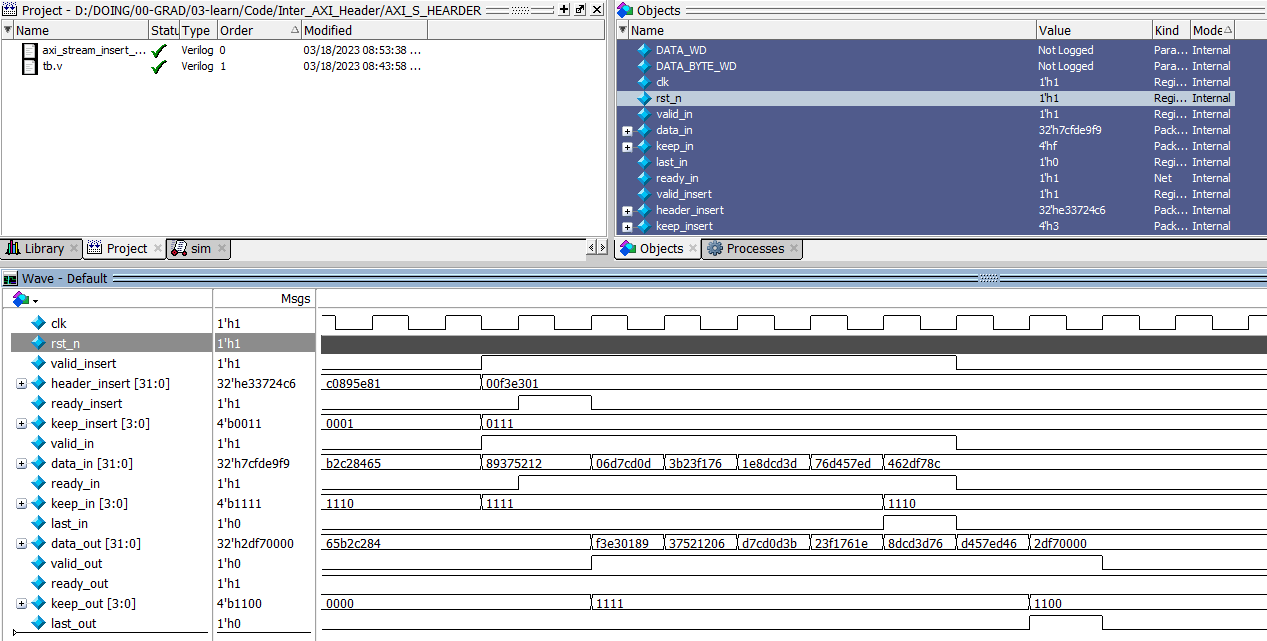 Project - D:/DOING/00-GRAD/03-learn/Code/Inter_AXI_Header/AXI_S_HEARDER
Name Statu Type Order Modified
axi_stream_insert_... Verilog 0 03/18/2023 08:53:38 ...
tb.v Verilog 1 03/18/2023 08:43:58 ...
Library Project sim
Objects
Name Value Kind Mode
DATA_WD Not Logged Para... Internal
DATA_BYTE_WD Not Logged Para... Internal
clk 1'h1 Regi... Internal
rst_n 1'h1 Regi... Internal
valid_in 1'h1 Regi... Internal
data_in 32'h7cfde9f9 Pack... Internal
keep_in 4'hf Pack... Internal
last_in 1'h0 Regi... Internal
ready_in 1'h1 Net Internal
valid_insert 1'h1 Regi... Internal
header_insert 32'he33724c6 Pack... Internal
keep_insert 4'h3 Pack... Internal
Objects Processes
Wave - Default
Msgs
clk 1'h1
rst_n 1'h1
valid_insert 1'h1
header_insert [31:0] 32'he33724c6 c0895e81 00f3e301
ready_insert 1'h1
keep_insert [3:0] 4'b0011 0001 0111
valid_in 1'h1
data_in [31:0] 32'h7cfde9f9 b2c28465 89375212 06d7cd0d 3b23f176 1e8dcd3d 76d457ed 462df78c
ready_in 1'h1
keep_in [3:0] 4'b1111 1110 1111 1110
last_in 1'h0
data_out [31:0] 32'h2df70000 65b2c284 f3e30189 37521206 d7cd0d3b 23f1761e 8dcd3d76 d457ed46 2df70000
valid_out 1'h0
ready_out 1'h1
keep_out [3:0] 4'b1100 0000 1111 1100
last_out 1'h0